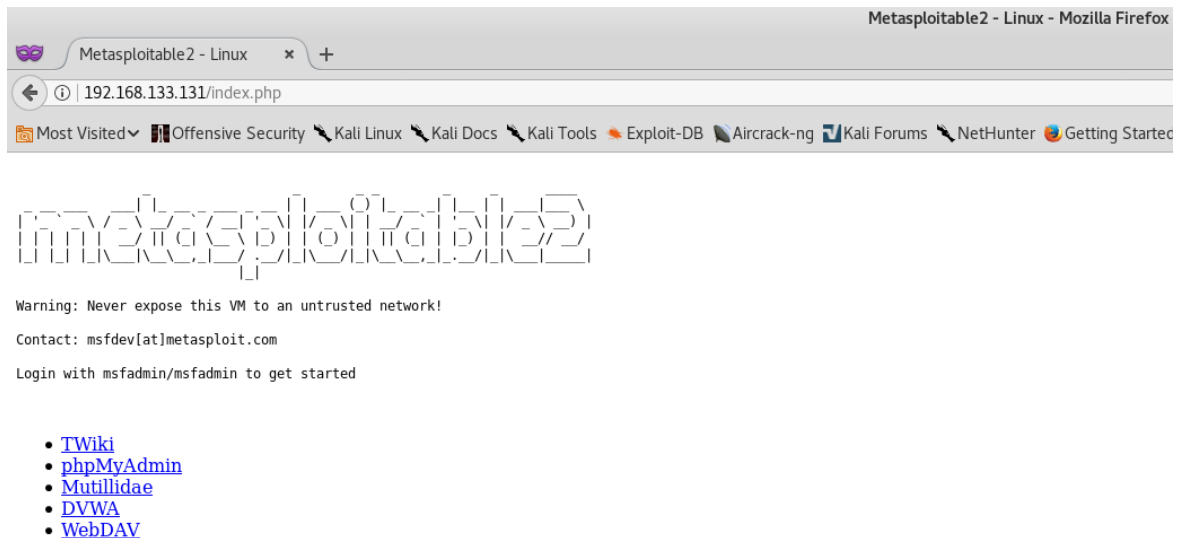 Metasploitable2 - Linux - Mozilla Firefox
Metasploitable2 - Linux
192.168.133.131/index.php
Most Visited Offensive Security Kali Linux Kali Docs Kali Tools Exploit-DB Aircrack-ng Kali Forums NetHunter Getting Started
metasploitable2
Warning: Never expose this VM to an untrusted network!
Contact: msfdev[at]metasploit.com
Login with msfadmin/msfadmin to get started
TWiki
phpMyAdmin
Mutillidae
DVWA
WebDAV